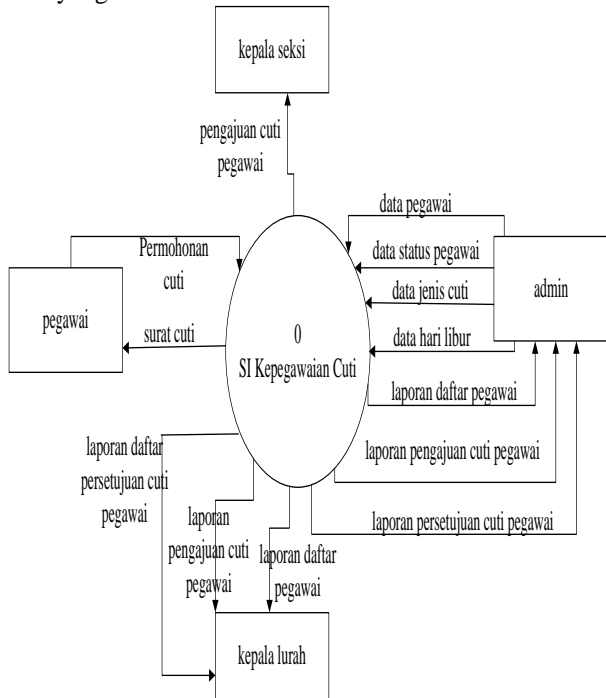 kepala seksi
pengajuan cuti
pegawai
data pegawai
Permohonan
cuti
data status pegawai
data jenis cuti
admin
pegawai
surat cuti
0
SI Kepegawaian Cuti
data hari libur
laporan daftar pegawai
laporan daftar
persetujuan cuti
pegawai
laporan pengajuan cuti pegawai
laporan
pengajuan cuti
pegawai
laporan persetujuan cuti pegawai
laporan daftar
pegawai
kepala lurah